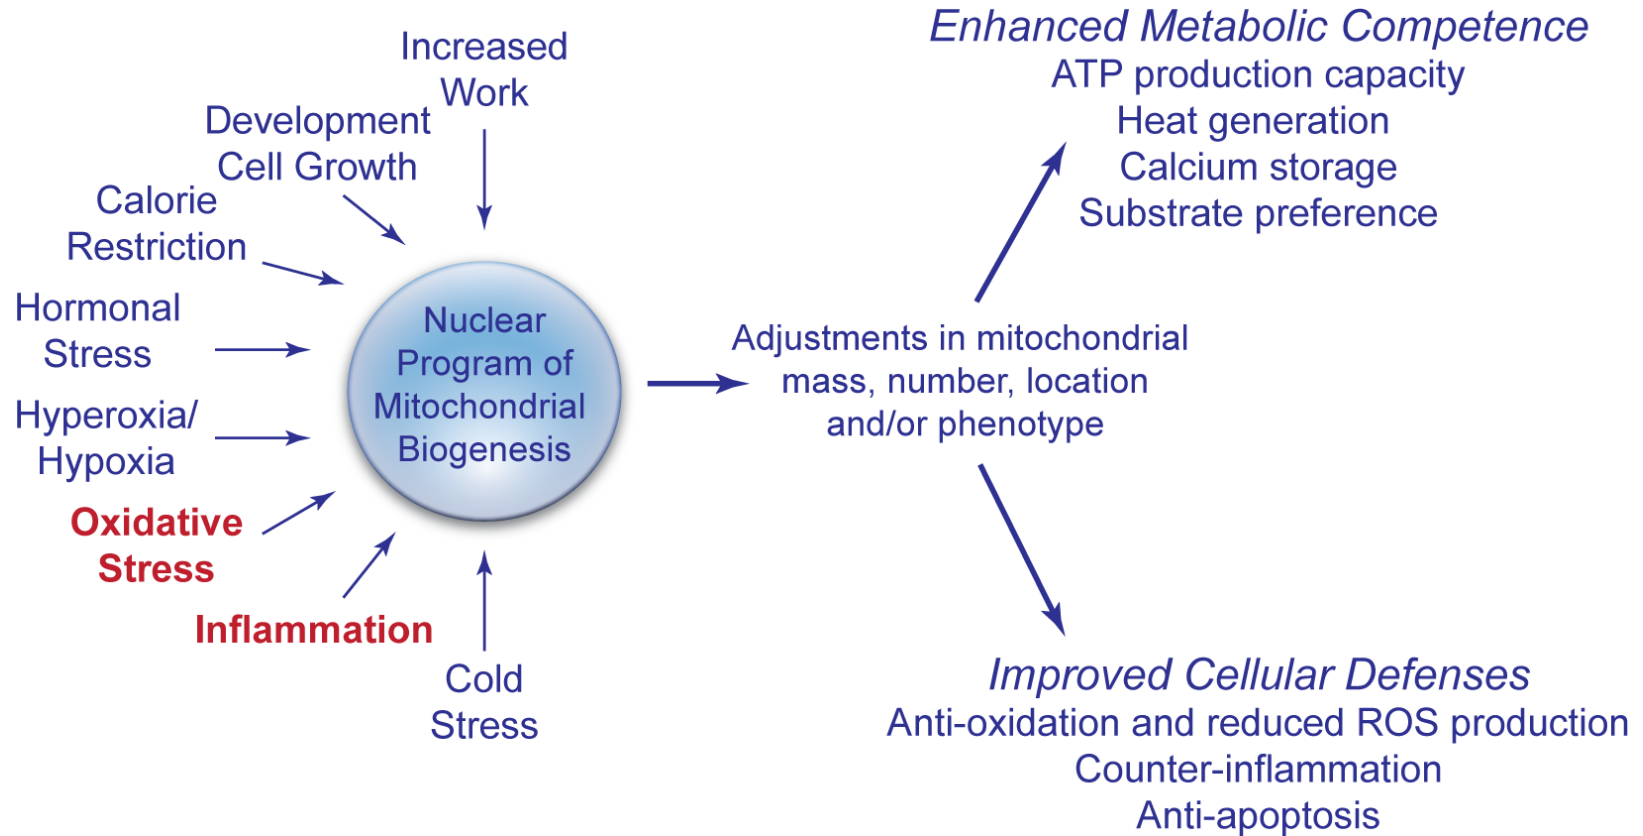 Increased
Work
Development
Cell Growth
Calorie
Restriction
Hormonal
Stress
Hyperoxia/
Hypoxia
Oxidative
Stress
Inflammation
Cold
Stress
Nuclear
Program of
Mitochondrial
Biogenesis
Adjustments in mitochondrial
mass, number, location
and/or phenotype
Enhanced Metabolic Competence
ATP production capacity
Heat generation
Calcium storage
Substrate preference
Improved Cellular Defenses
Anti-oxidation and reduced ROS production
Counter-inflammation
Anti-apoptosis